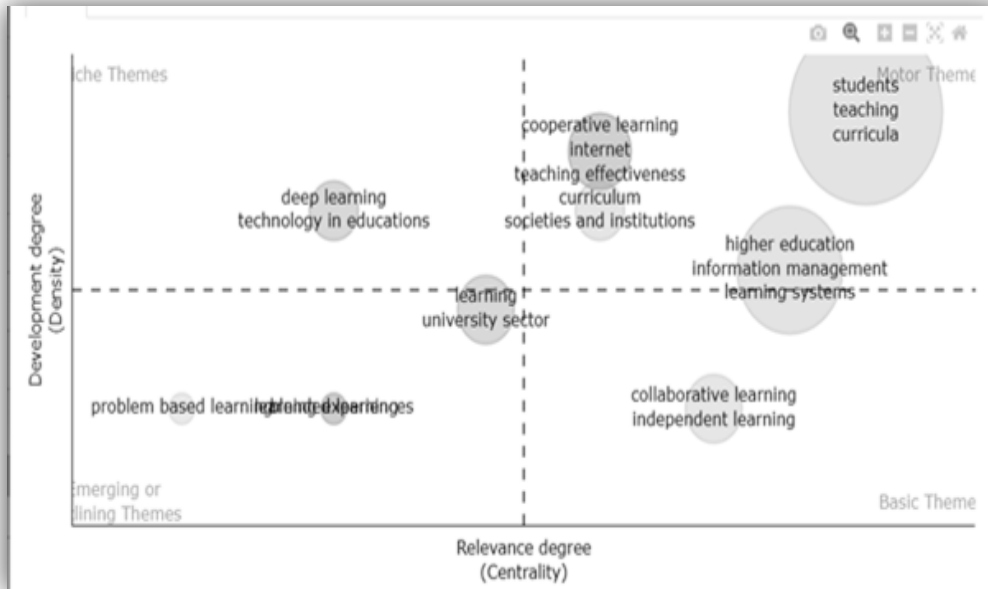 iche Themes
Motor Theme
students
teaching
curricula
cooperative learning
internet
teaching effectiveness
curriculum
societies and institutions
deep learning
technology in educations
higher education
information management
learning systems
learning
university sector
problem based learning
collaborative learning
independent learning
Emerging or
lining Themes
Basic Theme
Development degree
(Density)
Relevance degree
(Centrality)